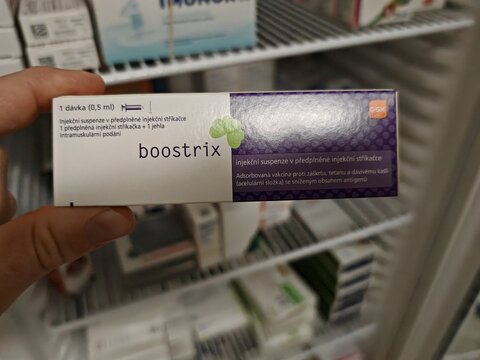 1 dávka (0,5 ml)
Injekční suspenze v předplněné injekční stříkačce
1 předplněná injekční stříkačka + 1 jehla
Intramuskulární podání
boostrix
gsk
injekční suspenze v předplněné injekční stříkačce
Adsorbovaná vakcína proti záškrtu, tetanu a dávivému kašli
(acelulární složka) se sníženým obsahem antigenů